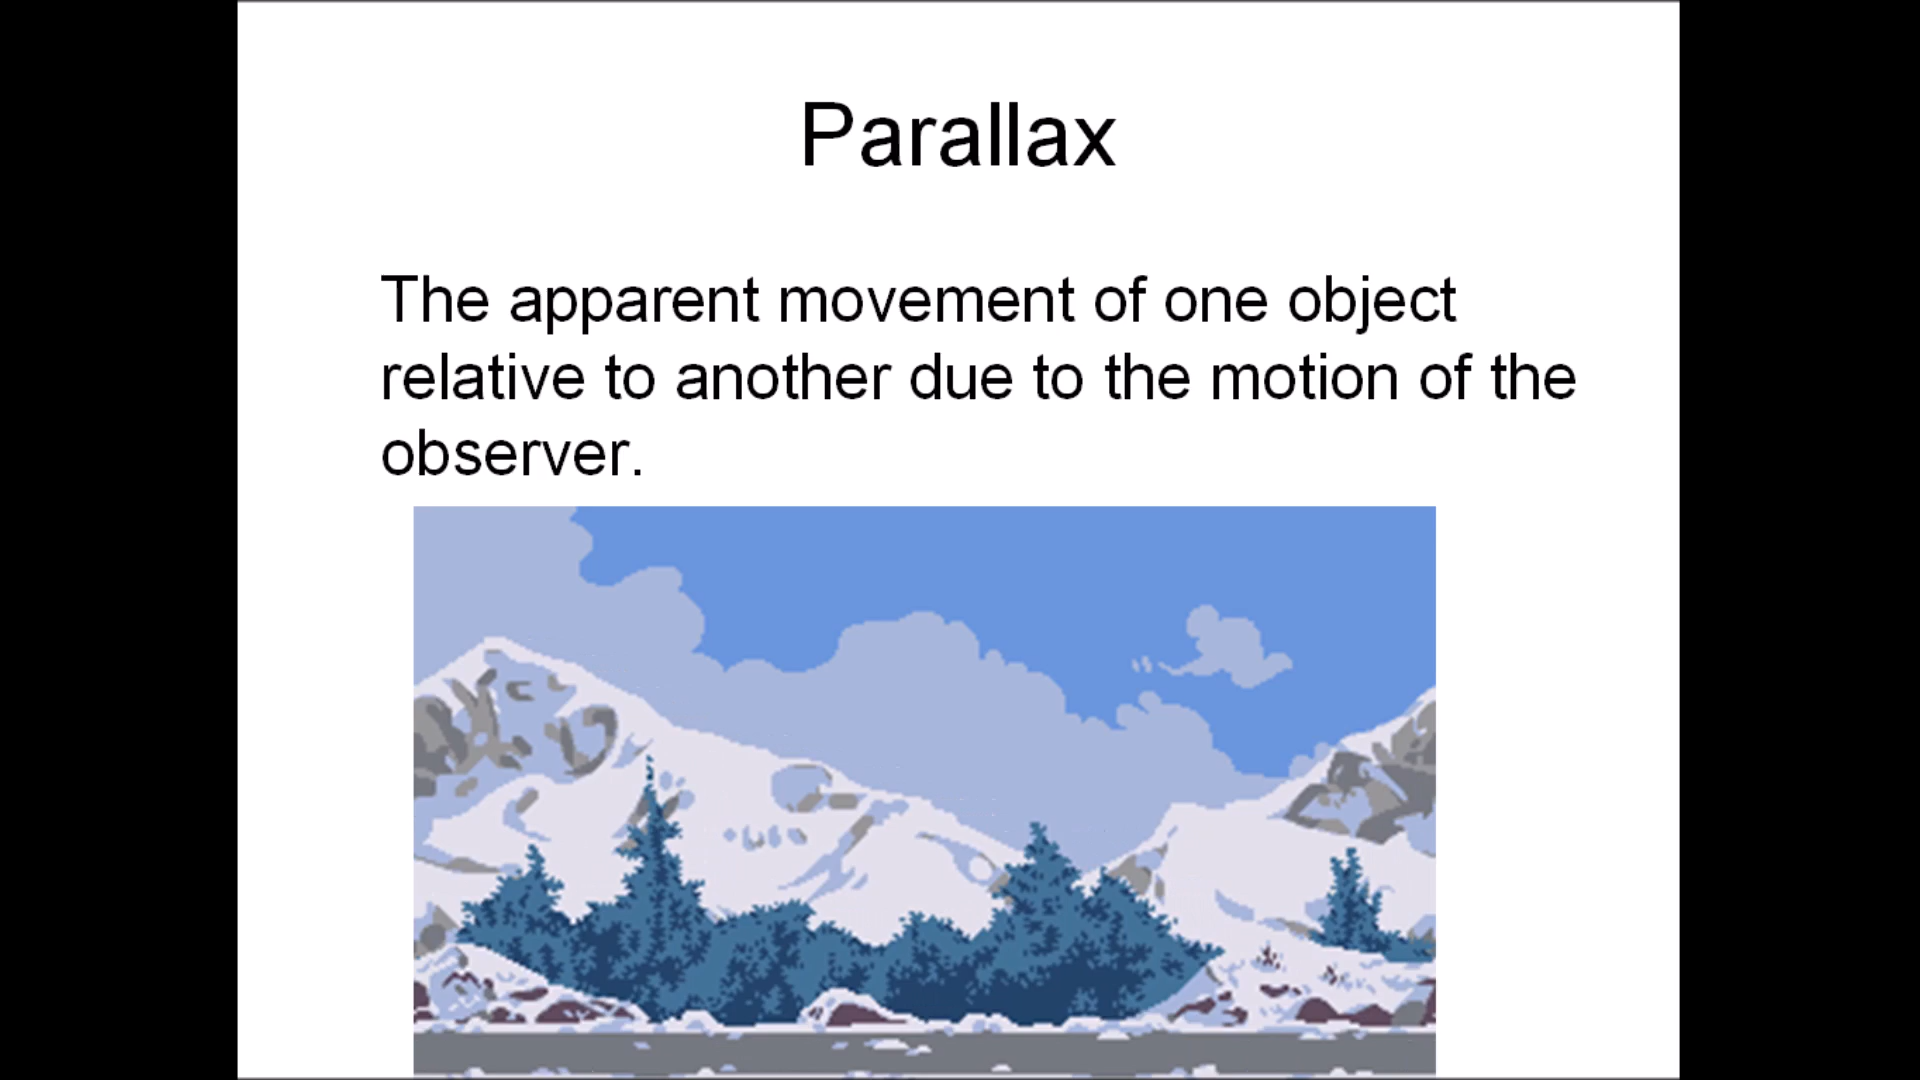 Parallax
The apparent movement of one object
relative to another due to the motion of the
observer.